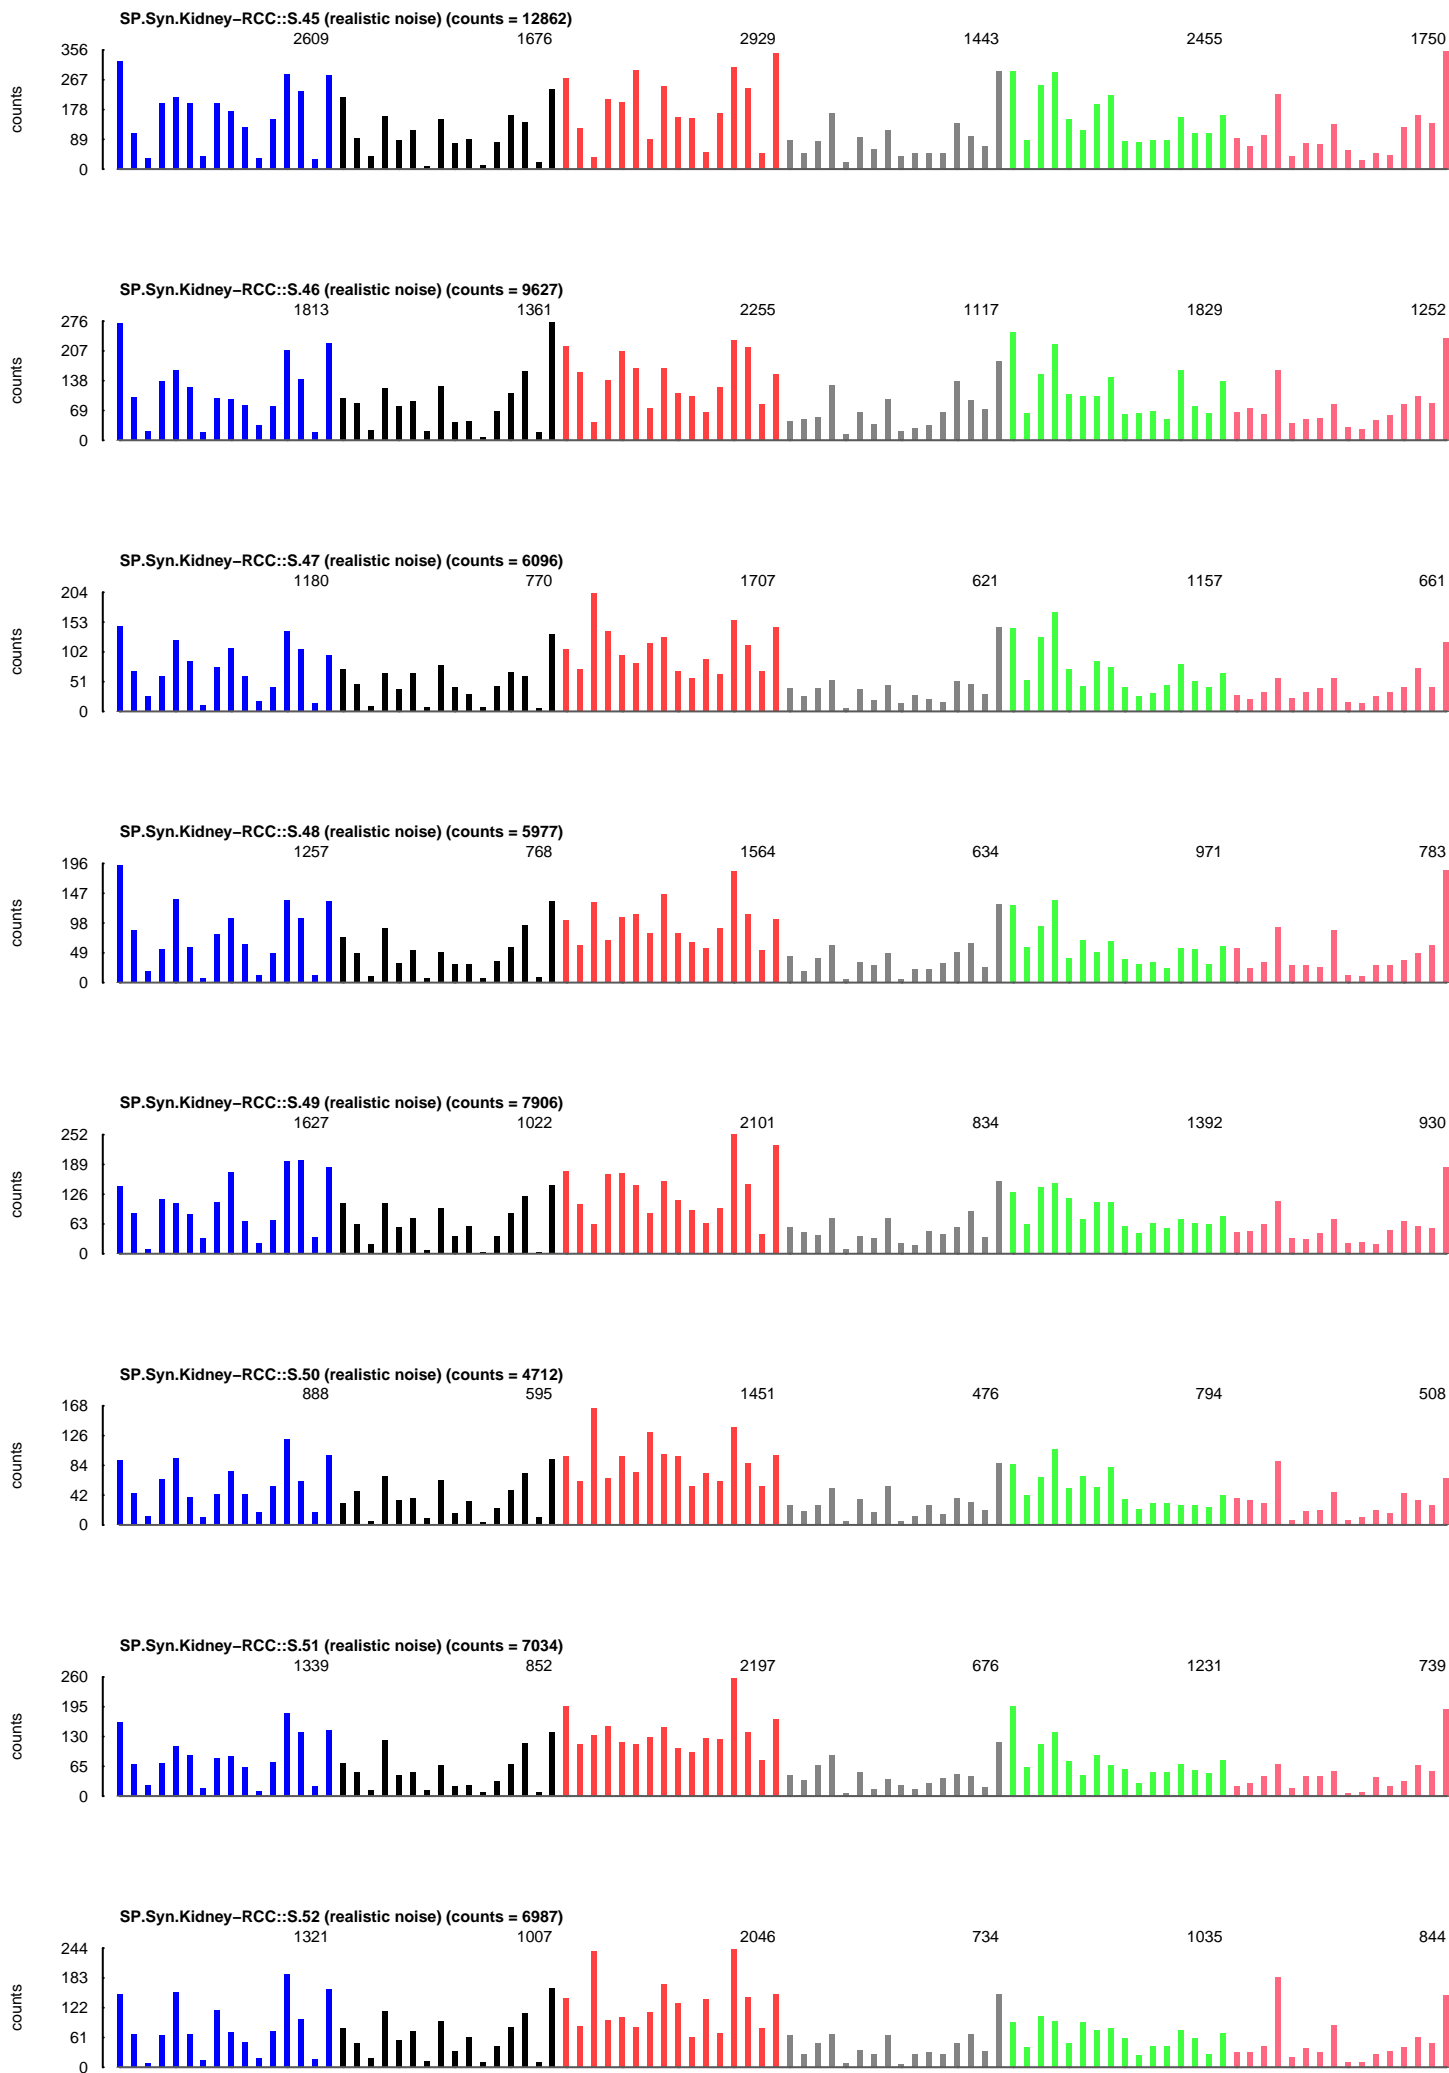 SP.Syn.Kidney−RCC::S.45 (realistic noise) (counts = 12862)
2609 1676 2929 1443 2455 1750
356
267
178
89
0
counts
SP.Syn.Kidney−RCC::S.46 (realistic noise) (counts = 9627)
1813 1361 2255 1117 1829 1252
276
207
138
69
0
counts
SP.Syn.Kidney−RCC::S.47 (realistic noise) (counts = 6096)
1180 770 1707 621 1157 661
204
153
102
51
0
counts
SP.Syn.Kidney−RCC::S.48 (realistic noise) (counts = 5977)
1257 768 1564 634 971 783
196
147
98
49
0
counts
SP.Syn.Kidney−RCC::S.49 (realistic noise) (counts = 7906)
1627 1022 2101 834 1392 930
252
189
126
63
0
counts
SP.Syn.Kidney−RCC::S.50 (realistic noise) (counts = 4712)
888 595 1451 476 794 508
168
126
84
42
0
counts
SP.Syn.Kidney−RCC::S.51 (realistic noise) (counts = 7034)
1339 852 2197 676 1231 739
260
195
130
65
0
counts
SP.Syn.Kidney−RCC::S.52 (realistic noise) (counts = 6987)
1321 1007 2046 734 1035 844
244
183
122
61
0
counts